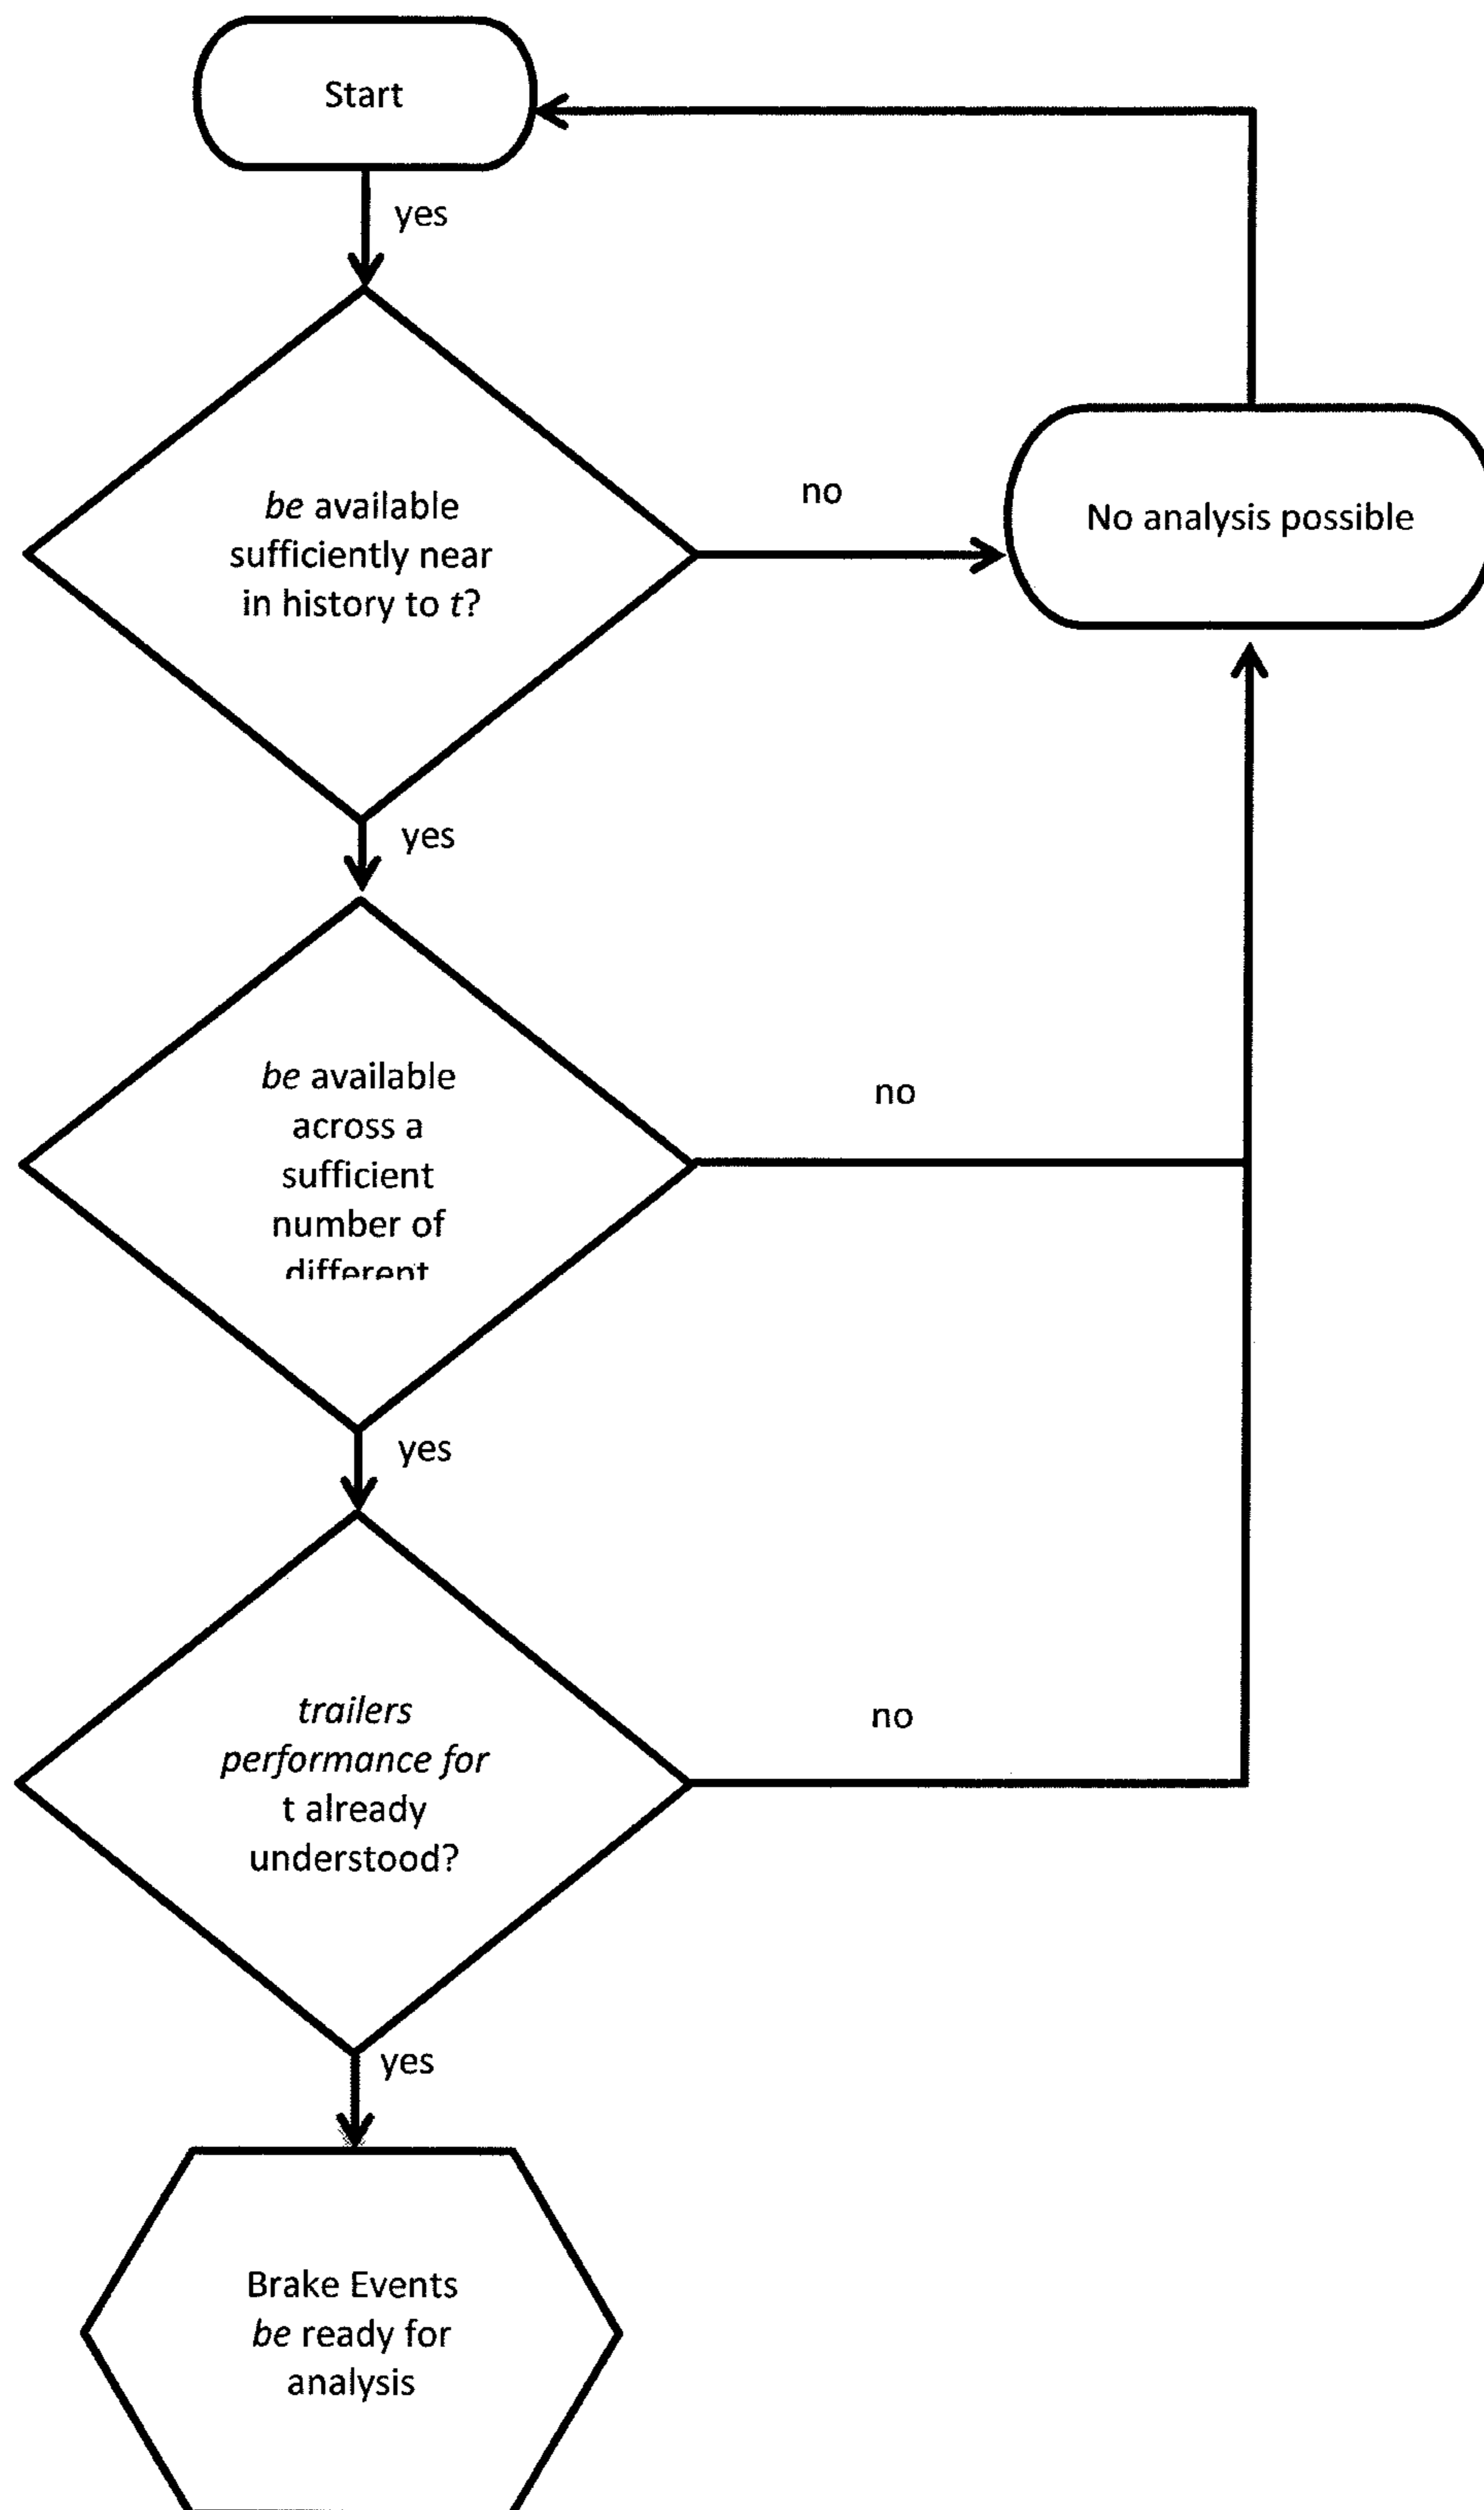 Start
yes
be available
sufficiently near
in history to t?
no
No analysis possible
yes
be available
across a
sufficient
number of
different
no
yes
trailers
performance for
t already
understood?
no
yes
Brake Events
be ready for
analysis